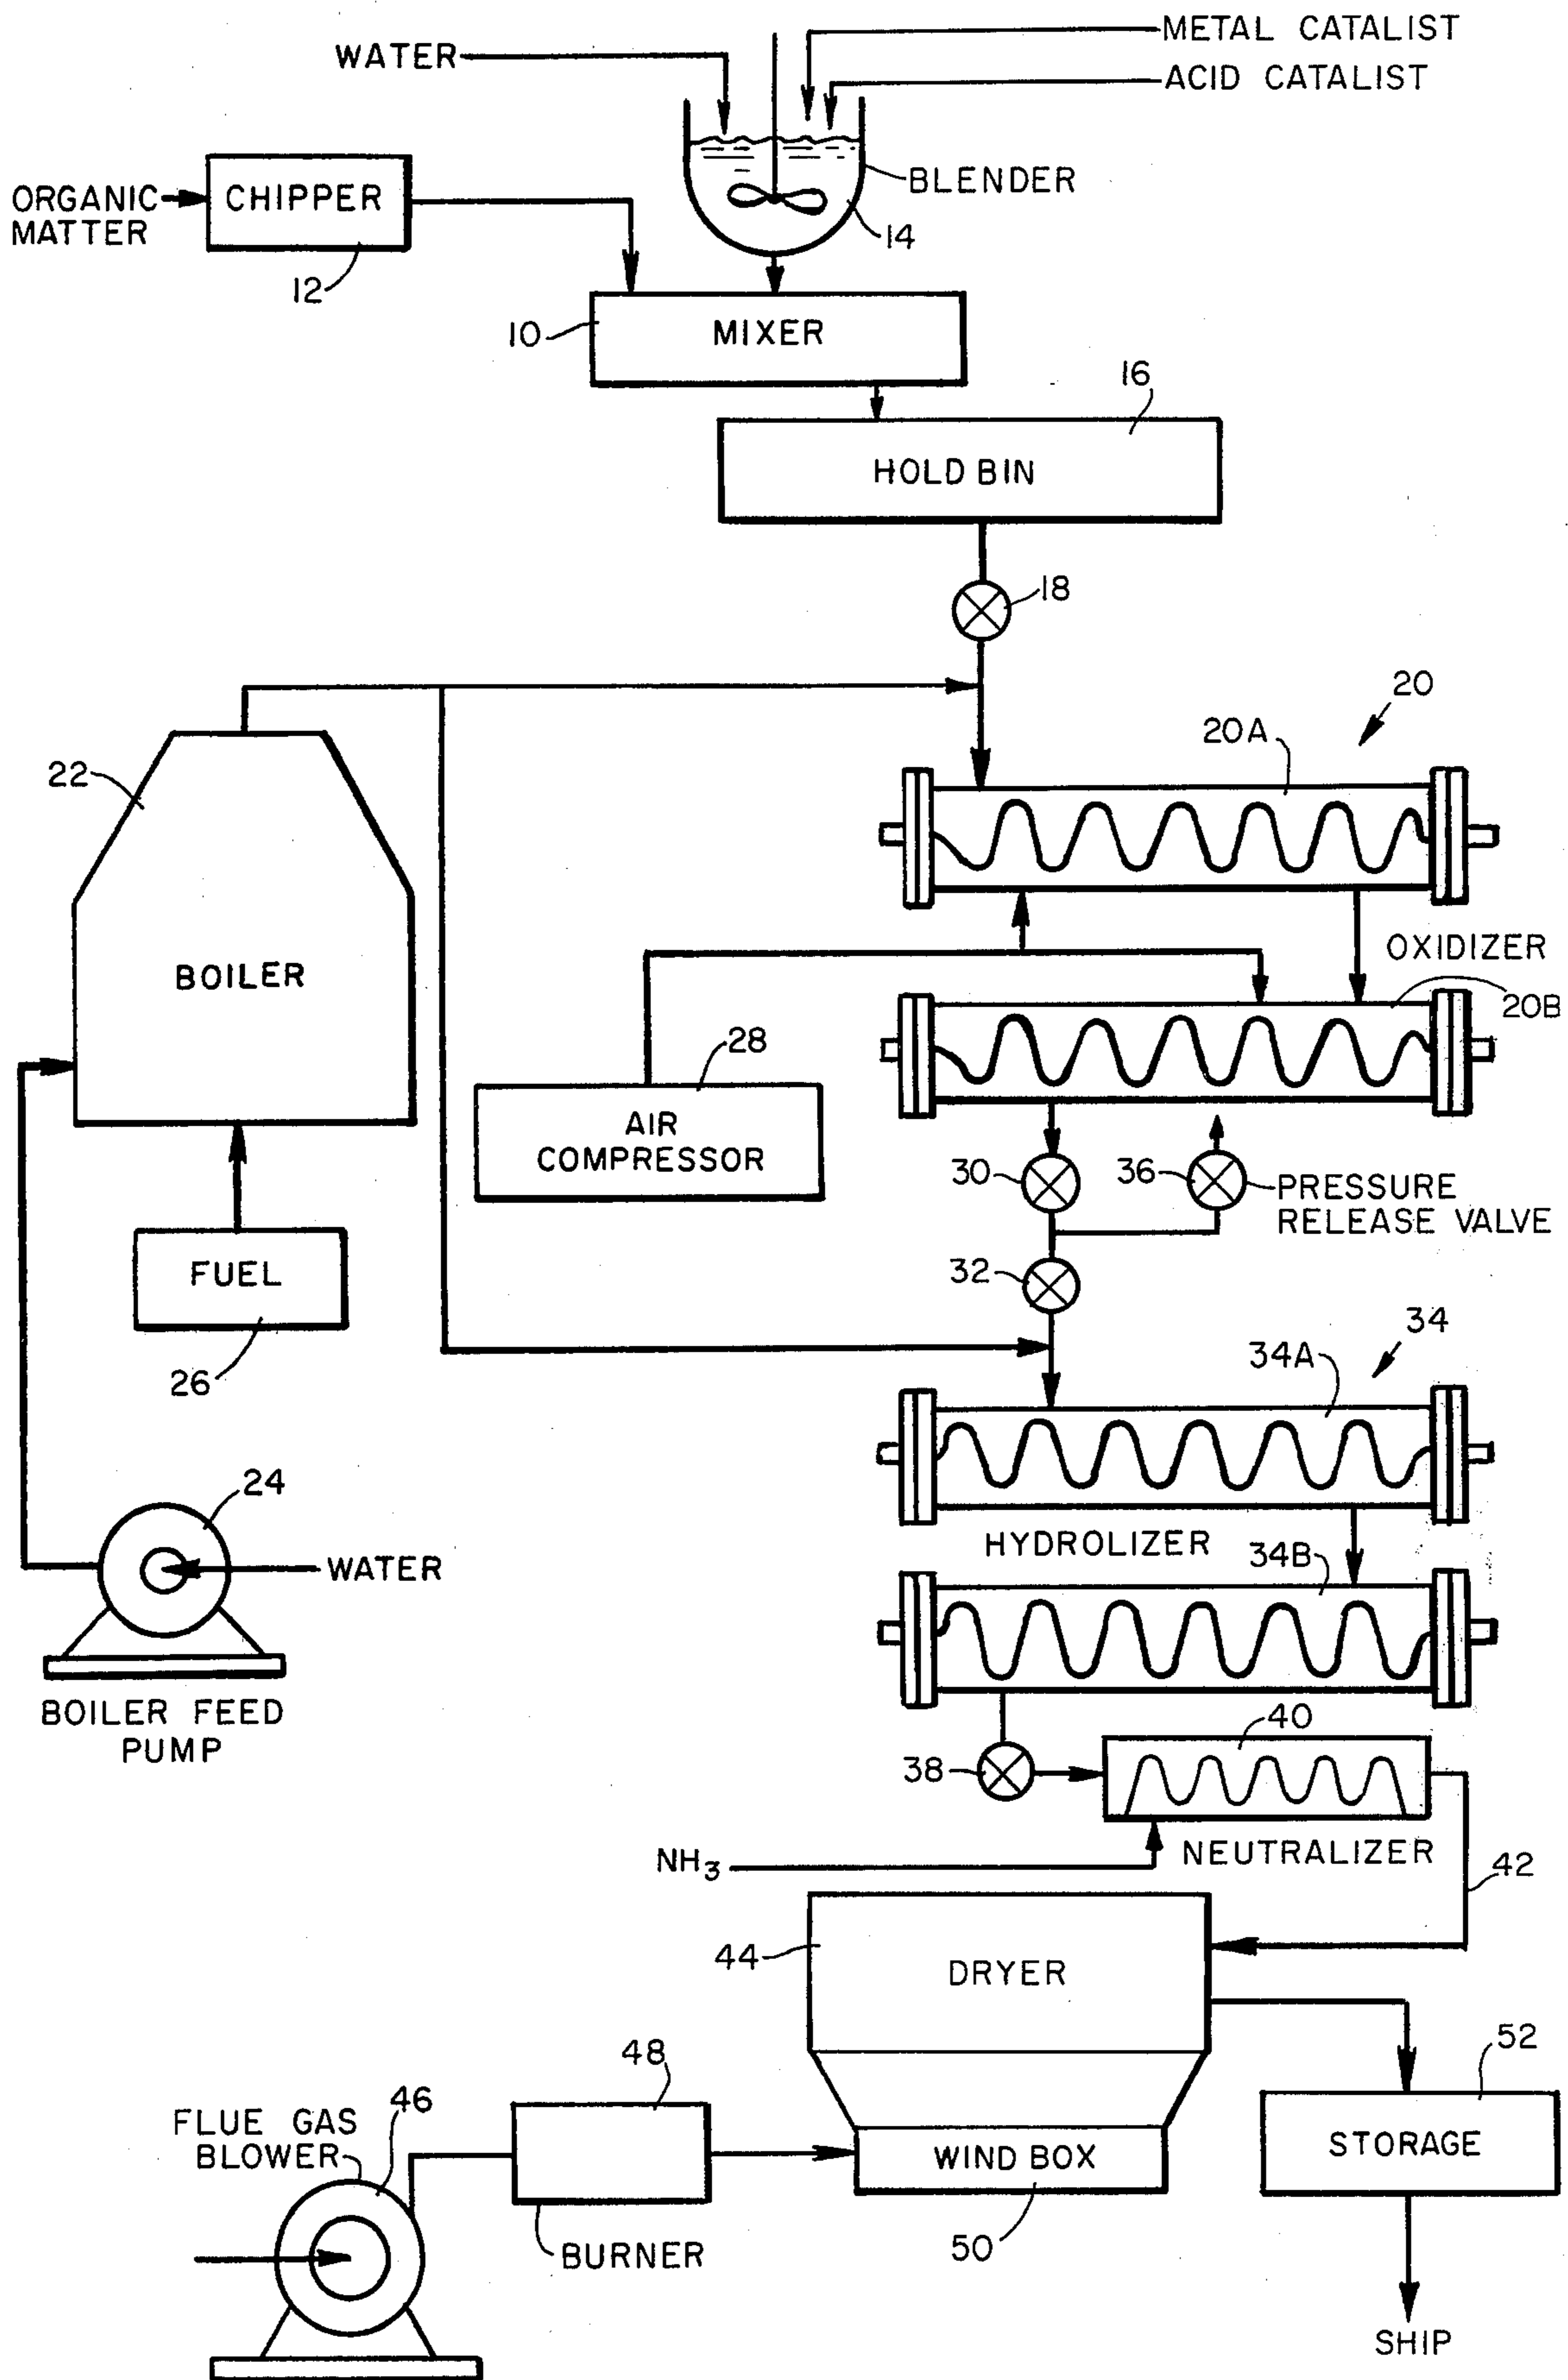 METAL CATALIST
WATER
ACID CATALIST
BLENDER
ORGANIC
MATTER
CHIPPER
14
12
10
MIXER
16
HOLD BIN
18
20
20A
22
BOILER
OXIDIZER
20B
28
AIR
COMPRESSOR
30
36
PRESSURE
RELEASE VALVE
32
FUEL
26
34
34A
24
WATER
HYDROLIZER
34B
BOILER FEED
PUMP
40
38
NH3
NEUTRALIZER
42
44
DRYER
48
52
46
FLUE GAS
BLOWER
STORAGE
WIND BOX
50
BURNER
SHIP